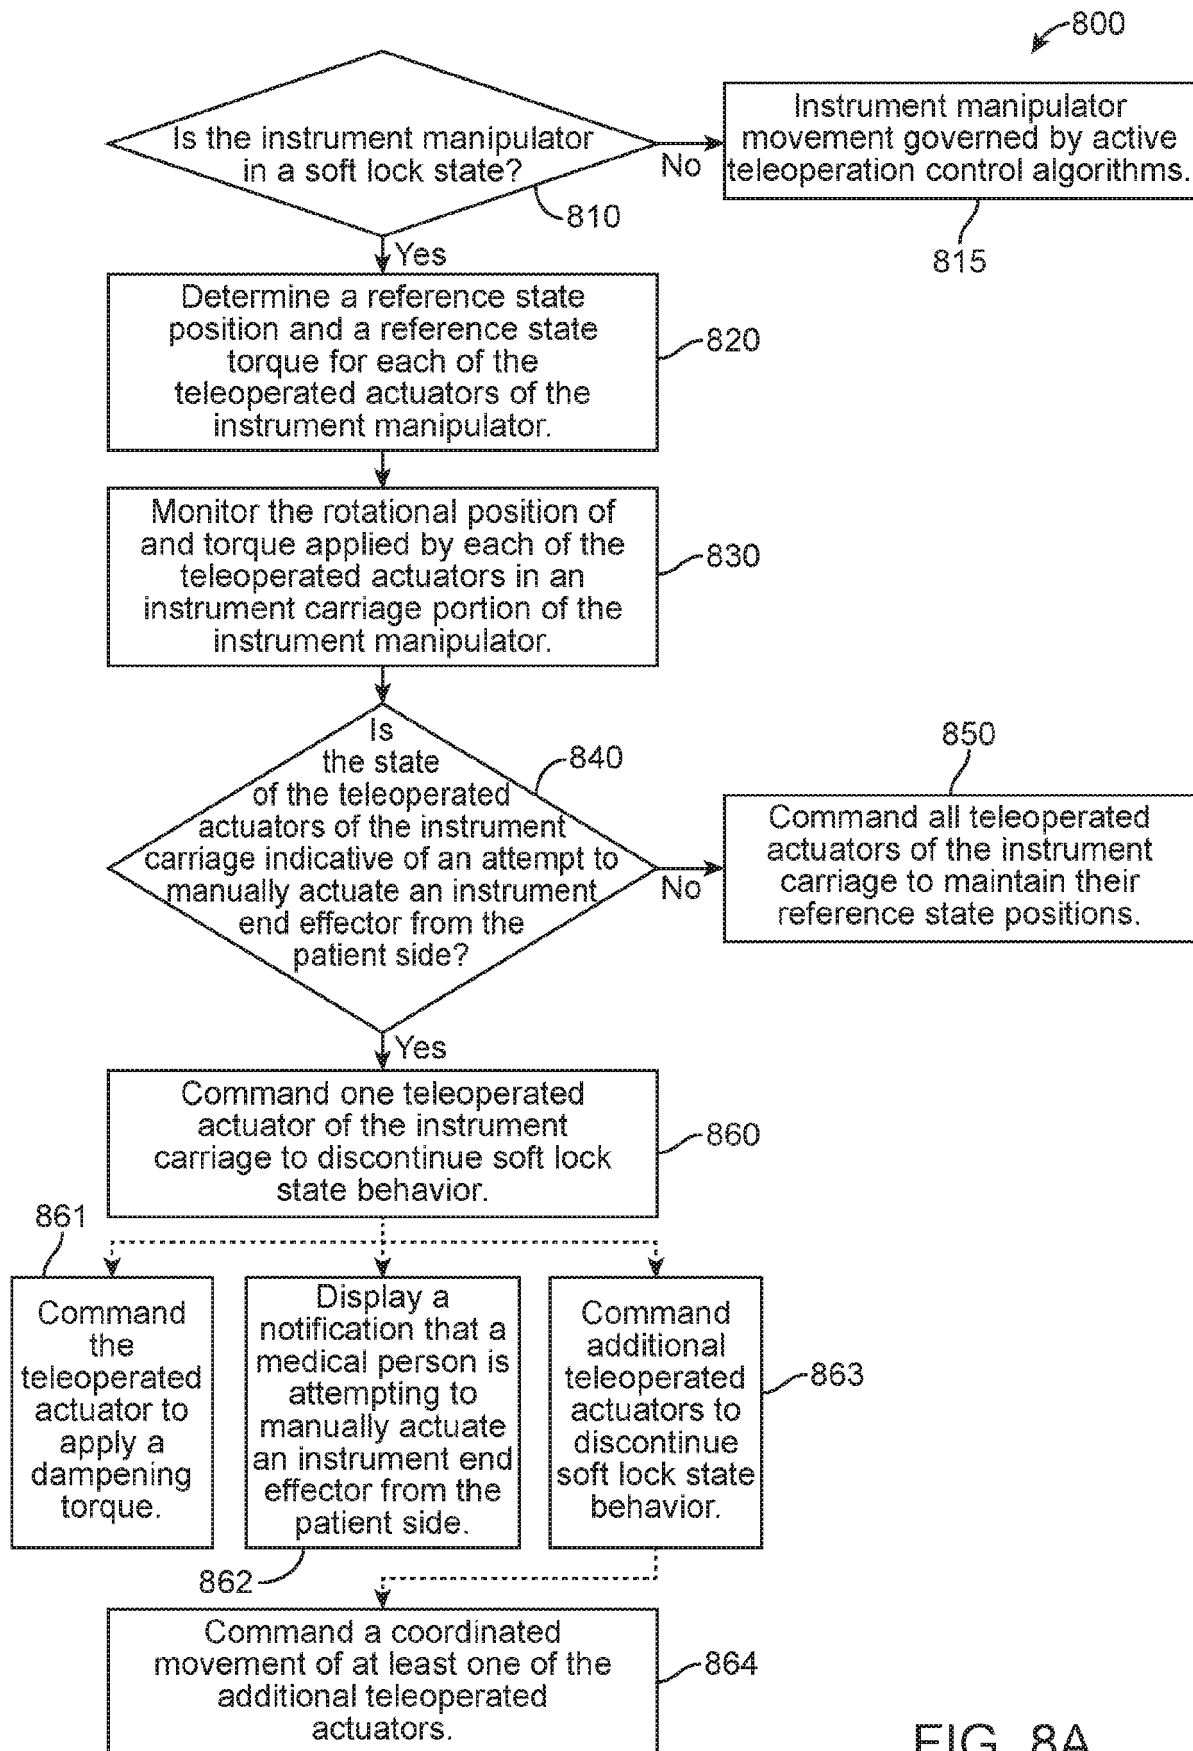 800
Is the instrument manipulator
in a soft lock state?
810
No
Instrument manipulator
movement governed by active
teleoperation control algorithms.
815
Yes
Determine a reference state
position and a reference state
torque for each of the
teleoperated actuators of the
instrument manipulator.
820
Monitor the rotational position of
and torque applied by each of the
teleoperated actuators in an
instrument carriage portion of the
instrument manipulator.
830
Is
the state
of the teleoperated
actuators of the instrument
carriage indicative of an attempt to
manually actuate an instrument
end effector from the
patient side?
840
No
850
Command all teleoperated
actuators of the instrument
carriage to maintain their
reference state positions.
Yes
Command one teleoperated
actuator of the instrument
carriage to discontinue soft lock
state behavior.
860
861
Command
the
teleoperated
actuator to
apply a
dampening
torque.
Display a
notification that a
medical person is
attempting to
manually actuate
an instrument end
effector from the
patient side.
862
Command
additional
teleoperated
actuators to
discontinue
soft lock state
behavior.
863
Command a coordinated
movement of at least one of the
additional teleoperated
actuators.
864
FIG. 8A